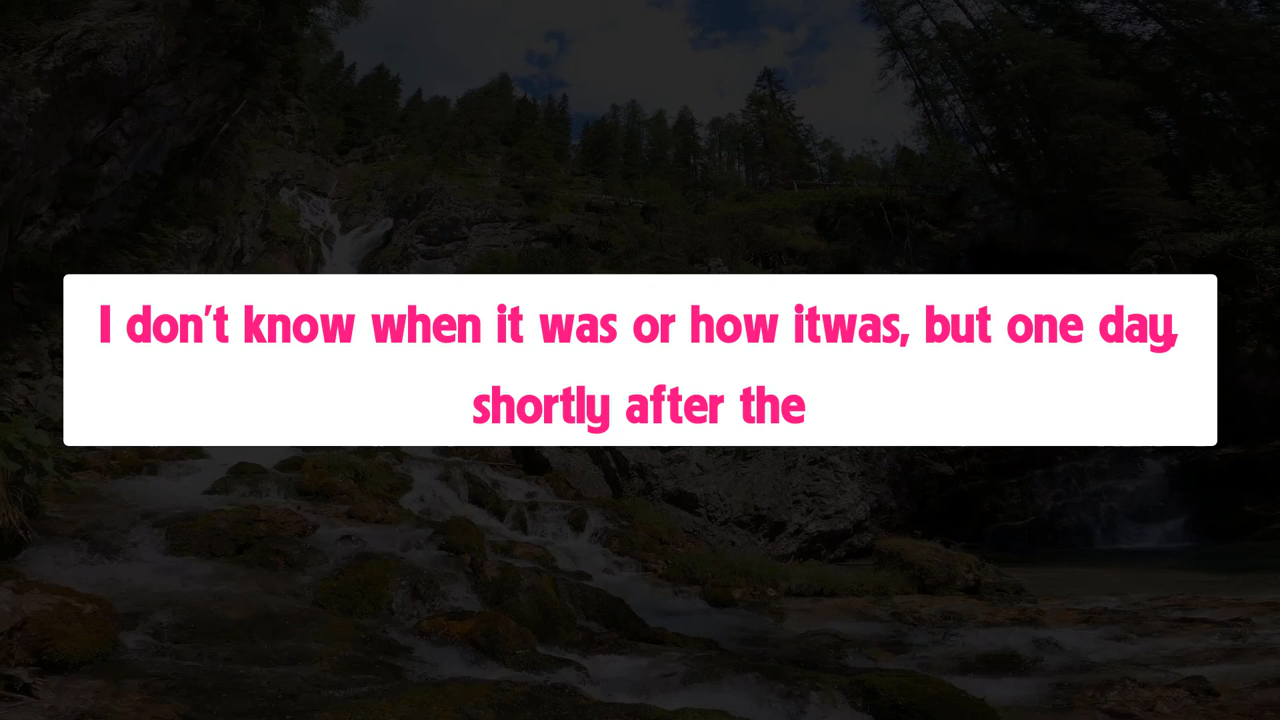 I don't know when it was or how itwas, but one day,
shortly after the